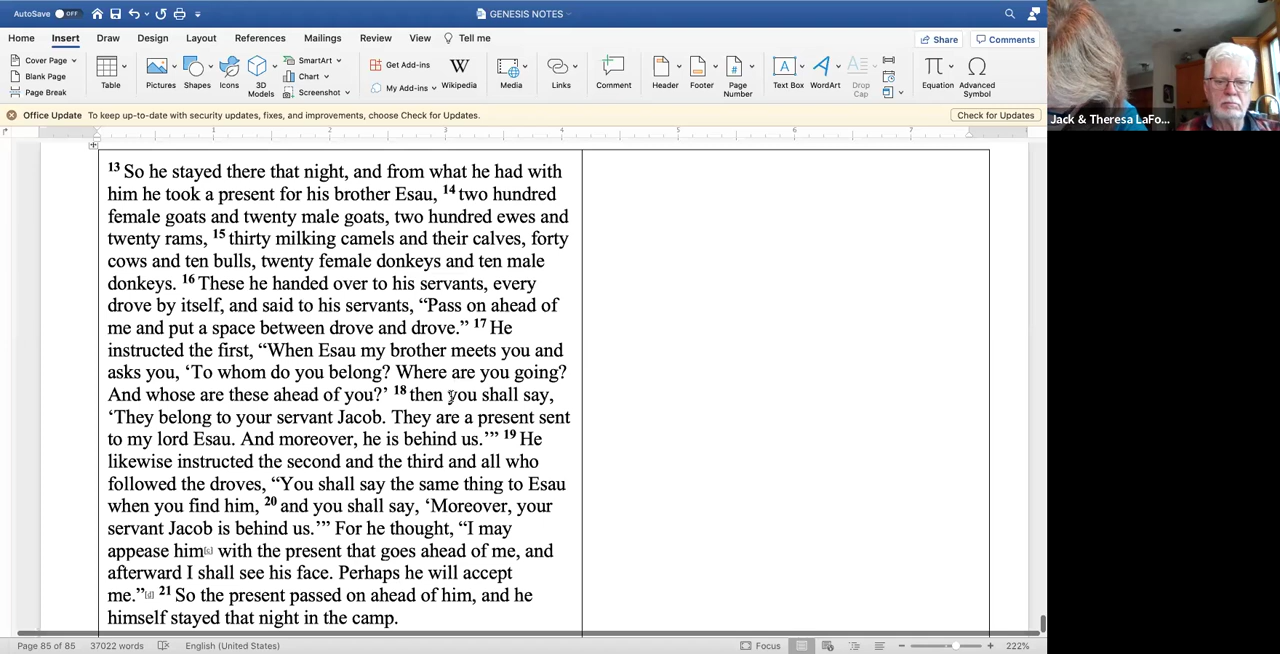 AutoSave OFF GENESIS NOTES
Home Insert Draw Design Layout References Mailings Review View Tell me Share Comments
Cover Page Blank Page Page Break Table Pictures Shapes Icons 3D Models SmartArt Chart Screenshot Get Add-ins My Add-ins Wikipedia Media Links Comment Header Footer Page Number Text Box WordArt Drop Cap Equation Advanced Symbol
Office Update To keep up-to-date with security updates, fixes, and improvements, choose Check for Updates. Check for Updates
1 2 3 4 5 6 7
Jack & Theresa LaFo...
13 So he stayed there that night, and from what he had with
him he took a present for his brother Esau, 14 two hundred
female goats and twenty male goats, two hundred ewes and
twenty rams, 15 thirty milking camels and their calves, forty
cows and ten bulls, twenty female donkeys and ten male
donkeys. 16 These he handed over to his servants, every
drove by itself, and said to his servants, “Pass on ahead of
me and put a space between drove and drove.” 17 He
instructed the first, “When Esau my brother meets you and
asks you, ‘To whom do you belong? Where are you going?
And whose are these ahead of you?’ 18 then you shall say,
‘They belong to your servant Jacob. They are a present sent
to my lord Esau. And moreover, he is behind us.’” 19 He
likewise instructed the second and the third and all who
followed the droves, “You shall say the same thing to Esau
when you find him, 20 and you shall say, ‘Moreover, your
servant Jacob is behind us.’” For he thought, “I may
appease him[c] with the present that goes ahead of me, and
afterward I shall see his face. Perhaps he will accept
me.”[d] 21 So the present passed on ahead of him, and he
himself stayed that night in the camp.
Page 85 of 85 37022 words English (United States) Focus 222%